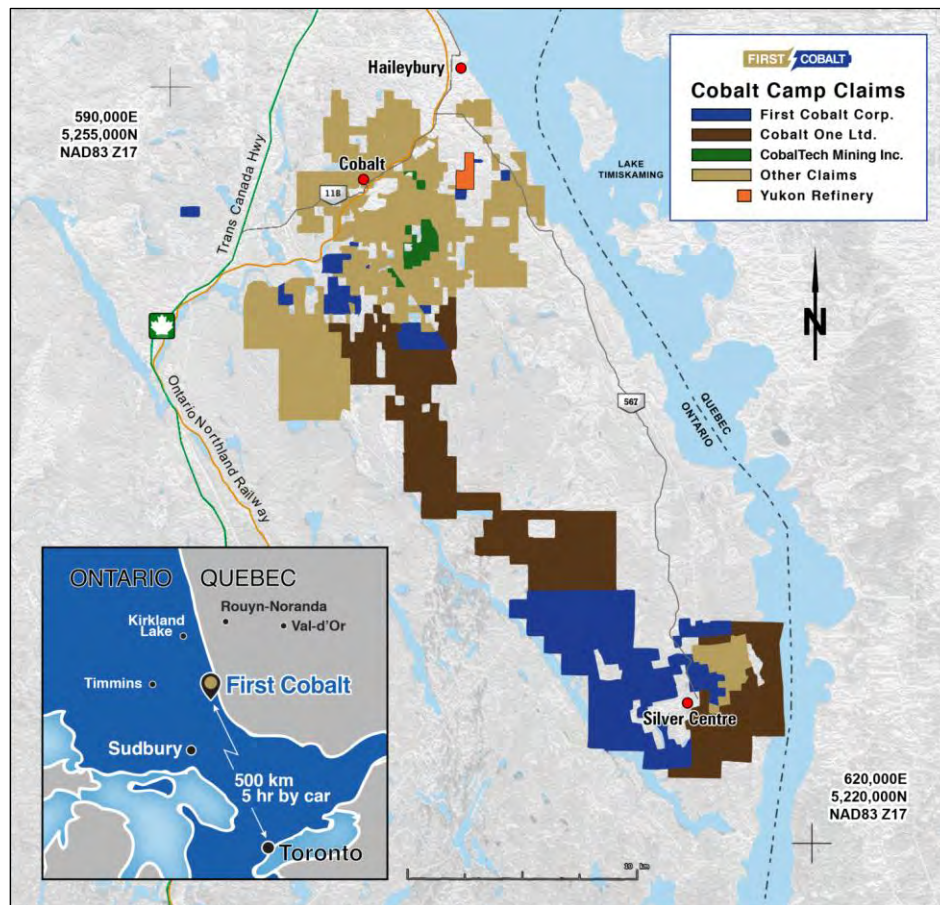 Haileybury
590,000E
5,255,000N
NAD83 Z17
Trans Canada Hwy
Cobalt
118
LAKE
TIMISKAMING
FIRST COBALT
Cobalt Camp Claims
First Cobalt Corp.
Cobalt One Ltd.
CobalTech Mining Inc.
Other Claims
Yukon Refinery
N
Ontario Northland Railway
567
QUEBEC
ONTARIO
Silver Centre
620,000E
5,220,000N
NAD83 Z17
10 km
ONTARIO QUEBEC
Rouyn-Noranda
Kirkland
Lake
Val-d'Or
Timmins
First Cobalt
Sudbury
500 km
5 hr by car
Toronto